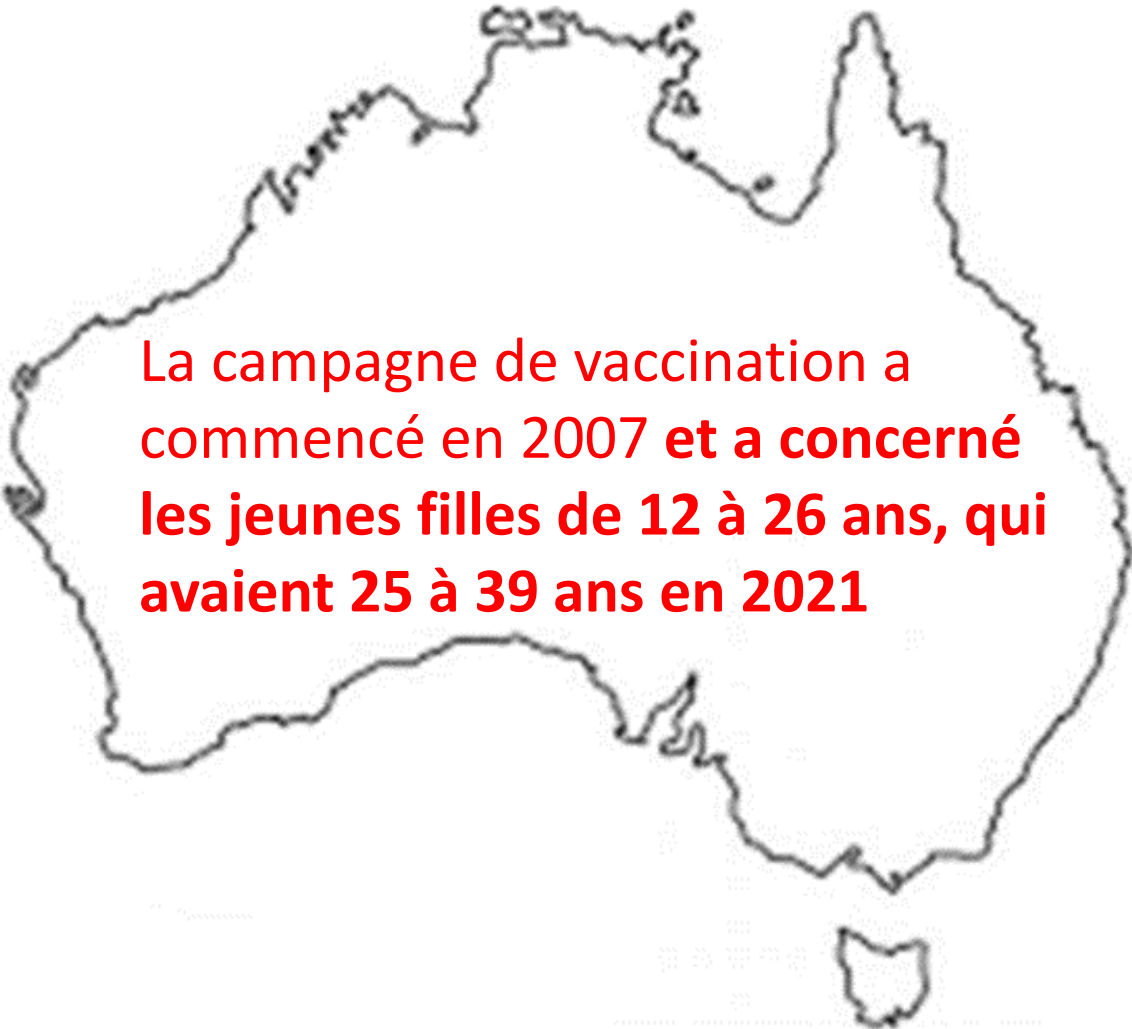 La campagne de vaccination a
commencé en 2007 et a concerné
les jeunes filles de 12 à 26 ans, qui
avaient 25 à 39 ans en 2021